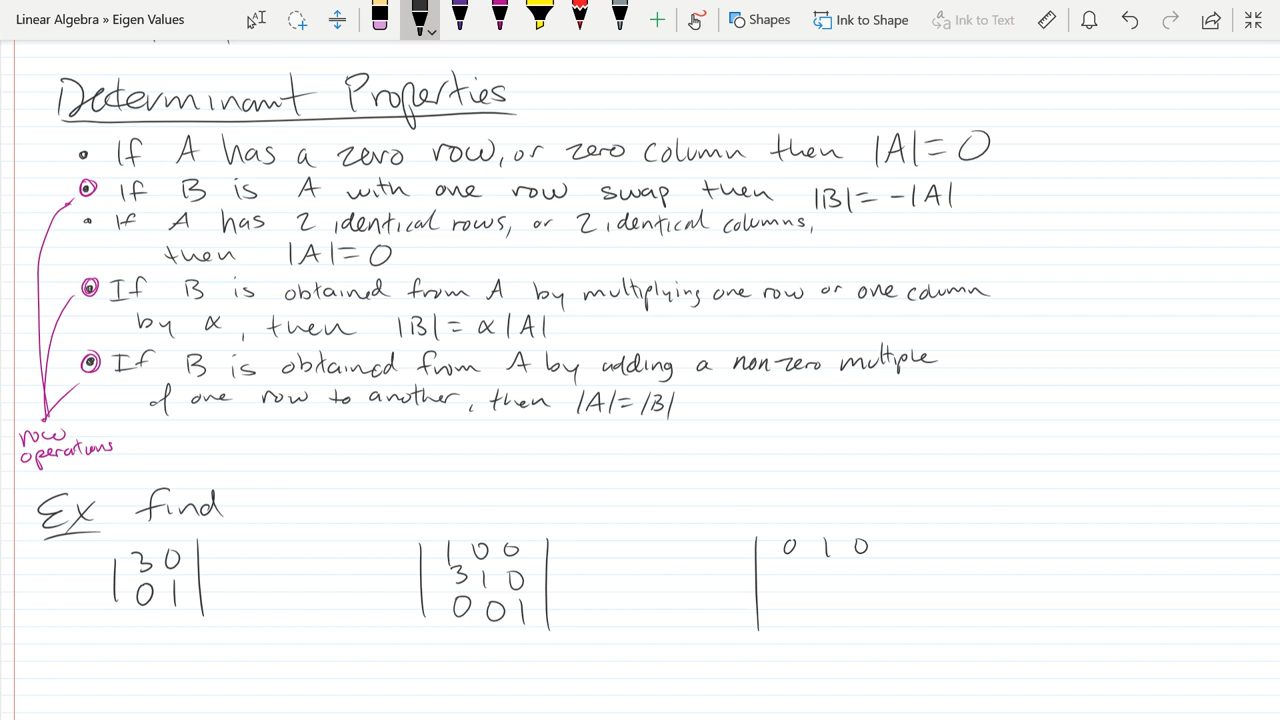 Linear Algebra » Eigen Values
Shapes
Ink to Shape
Ink to Text
Determinant Properties
• If A has a zero row, or zero column then |A| = 0
• If B is A with one row swap then |B| = -|A|
• If A has 2 identical rows, or 2 identical columns,
then |A| = 0
• If B is obtained from A by multiplying one row or one column
by α, then |B| = α|A|
• If B is obtained from A by adding a nonzero multiple
of one row to another, then |A| = |B|
row
operations
Ex find
|3 0|
|0 1|
|1 0 0|
|3 1 0|
|0 0 1|
|0 1 0